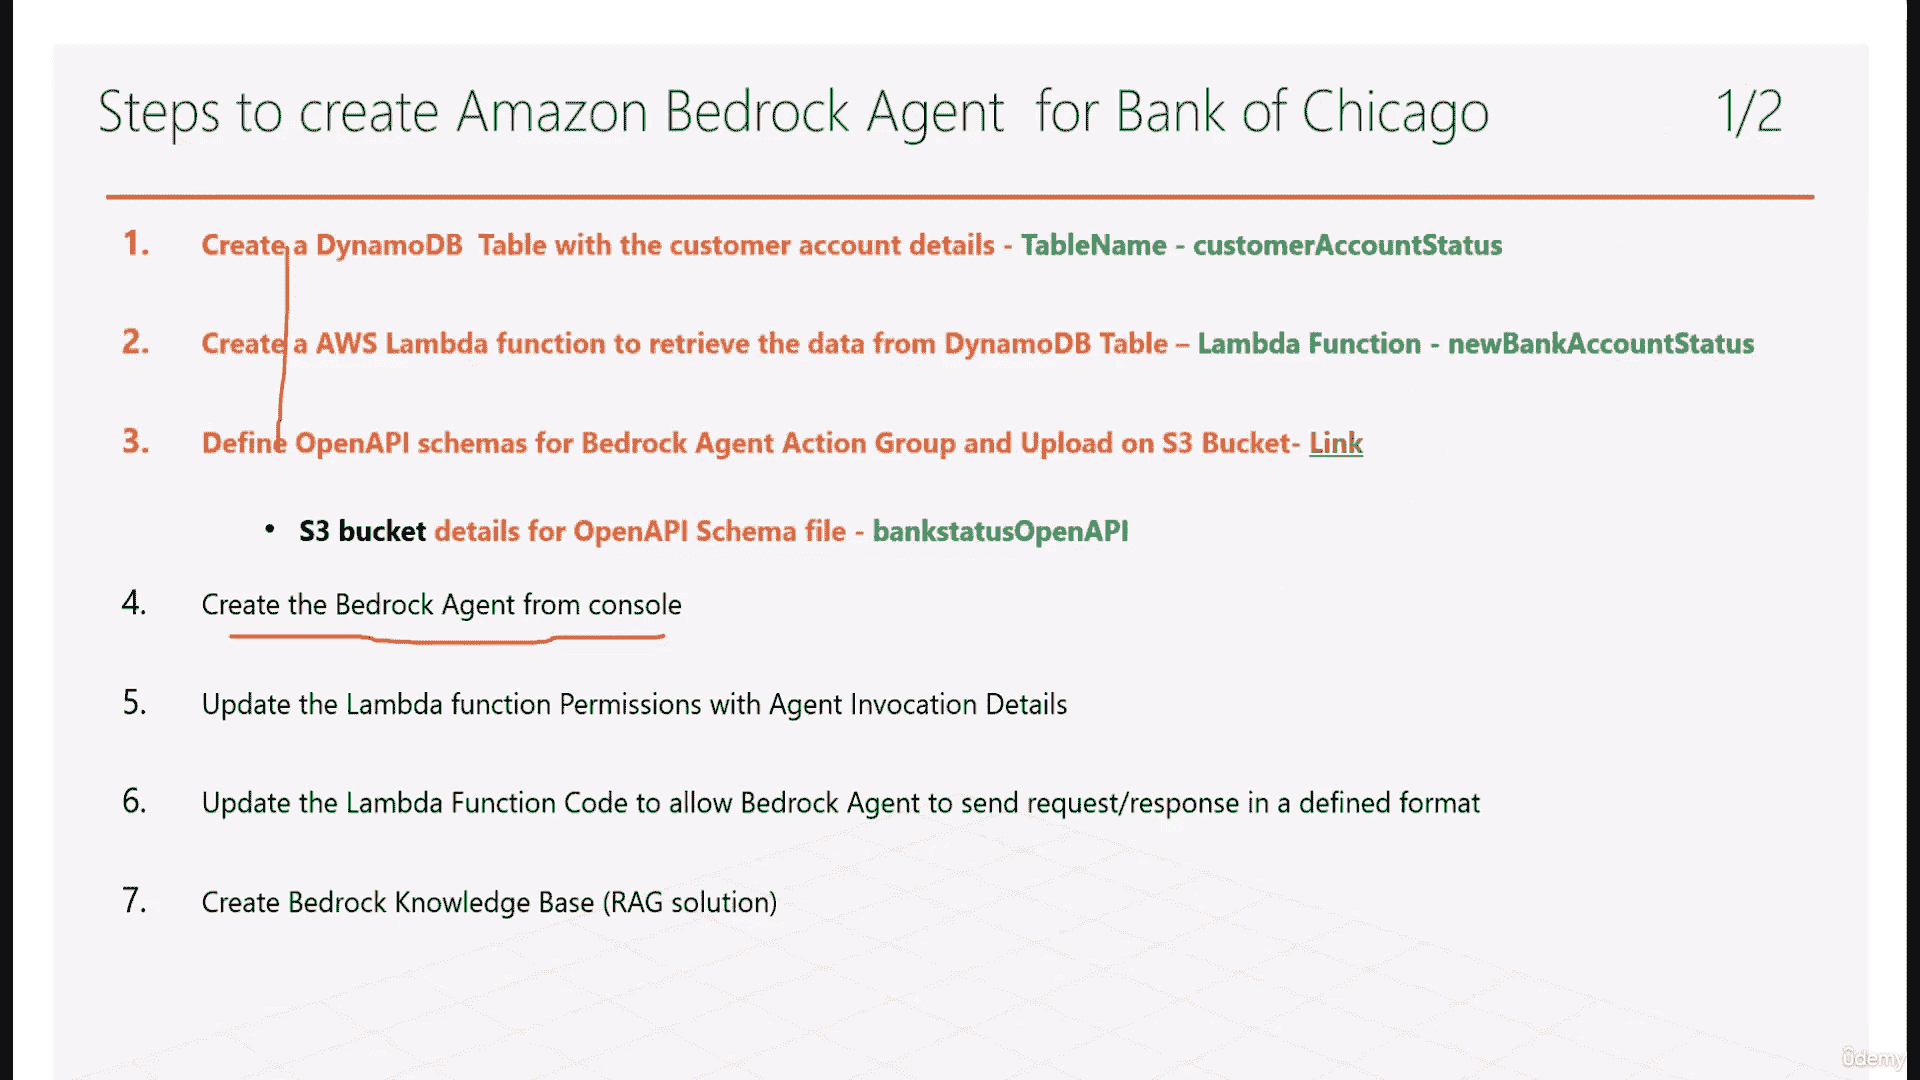 Steps to create Amazon Bedrock Agent for Bank of Chicago 1/2
1. Create a DynamoDB Table with the customer account details - TableName - customerAccountStatus
2. Create a AWS Lambda function to retrieve the data from DynamoDB Table – Lambda Function - newBankAccountStatus
3. Define OpenAPI schemas for Bedrock Agent Action Group and Upload on S3 Bucket- Link
• S3 bucket details for OpenAPI Schema file - bankstatusOpenAPI
4. Create the Bedrock Agent from console
5. Update the Lambda function Permissions with Agent Invocation Details
6. Update the Lambda Function Code to allow Bedrock Agent to send request/response in a defined format
7. Create Bedrock Knowledge Base (RAG solution)
ûdemy